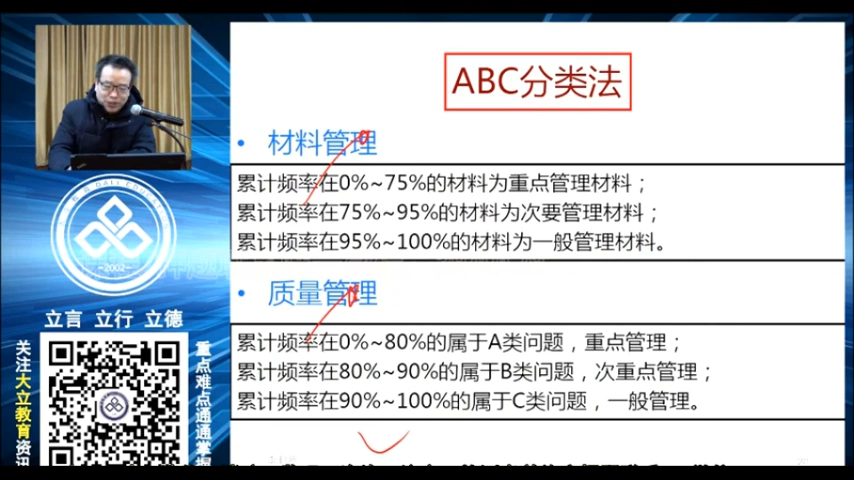 ABC分类法
• 材料管理
累计频率在0%~75%的材料为重点管理材料；
累计频率在75%~95%的材料为次要管理材料；
累计频率在95%~100%的材料为一般管理材料。
• 质量管理
累计频率在0%~80%的属于A类问题，重点管理；
累计频率在80%~90%的属于B类问题，次重点管理；
累计频率在90%~100%的属于C类问题，一般管理。
~2002~
立言 立行 立德
关注大立教育资讯
重点难点通通掌握